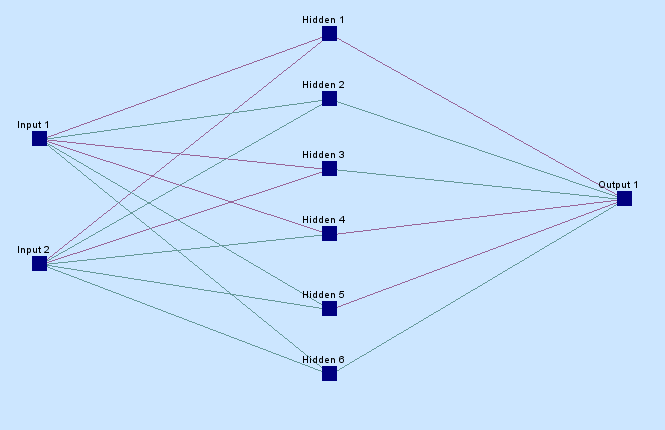 Hidden 1
Hidden 2
Input 1
Hidden 3
Output 1
Hidden 4
Input 2
Hidden 5
Hidden 6